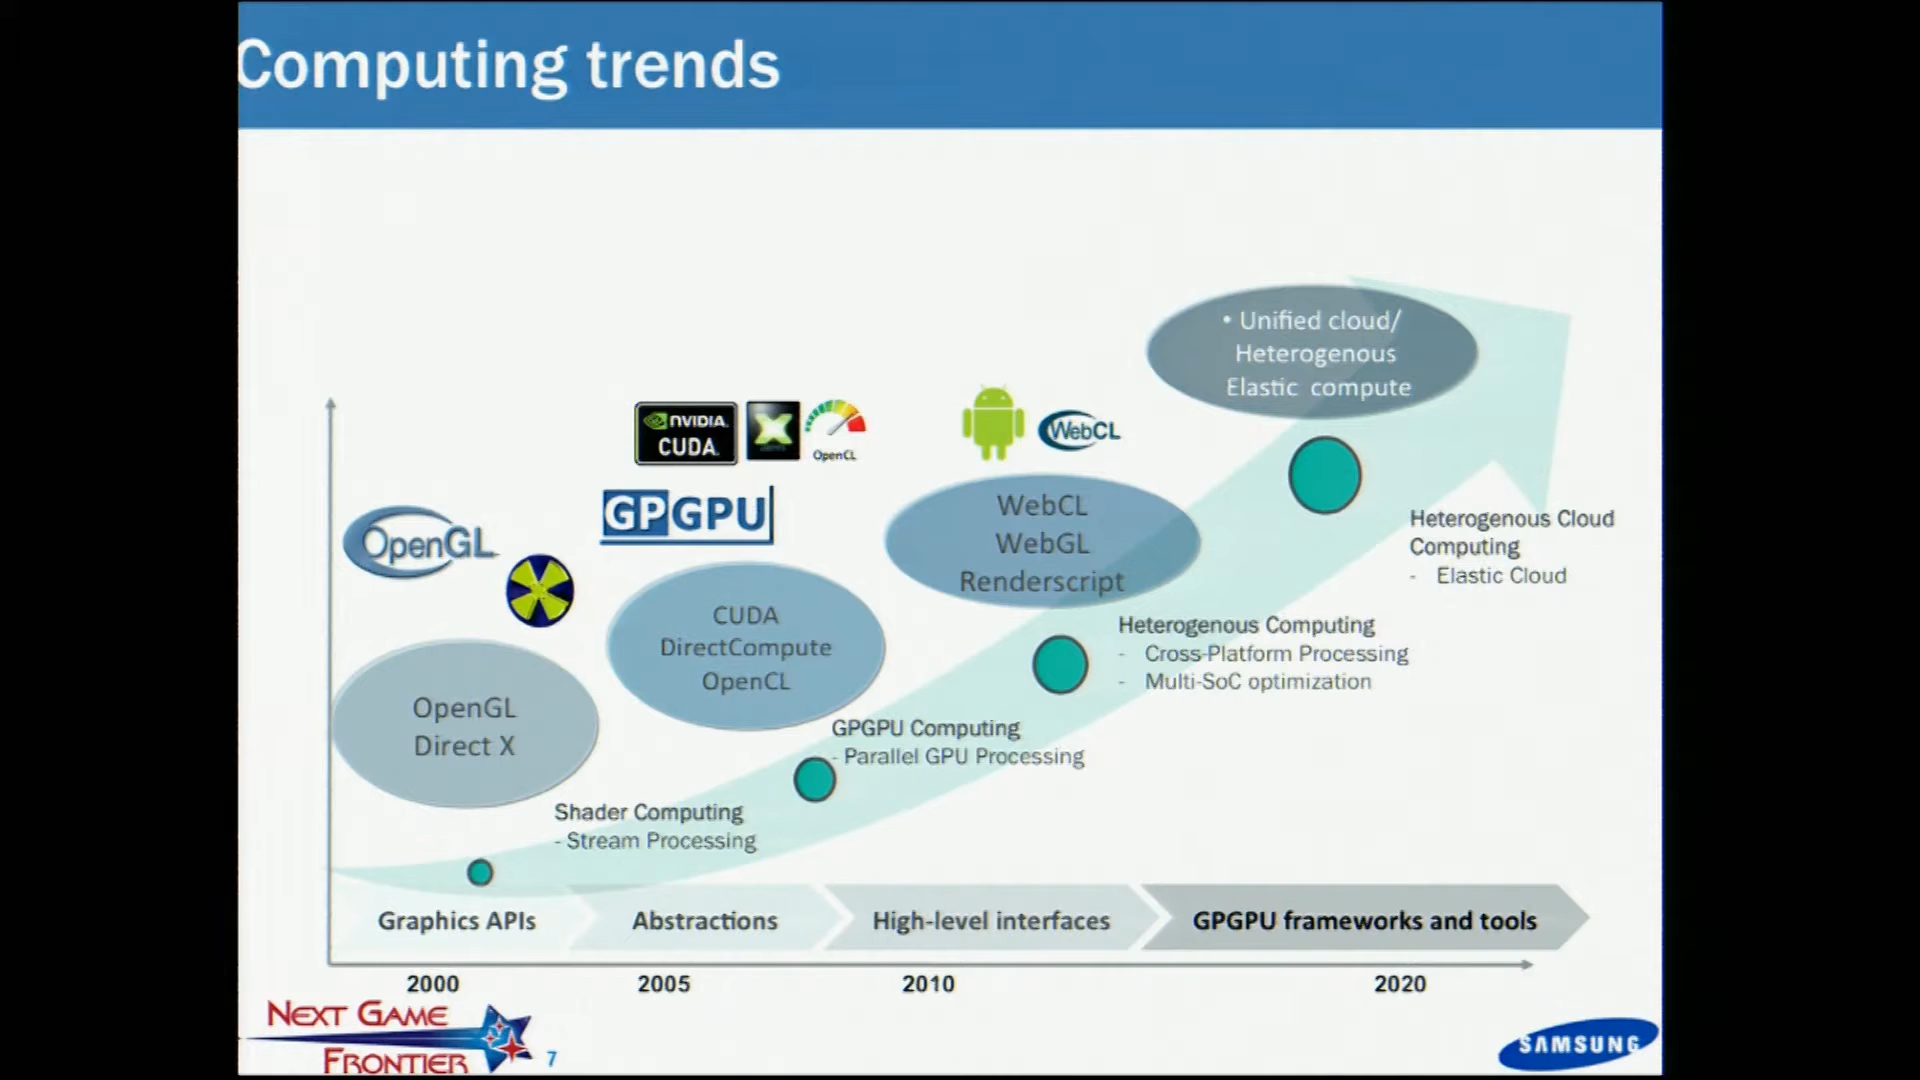 Computing trends
• Unified cloud/
Heterogenous
Elastic compute
NVIDIA.
CUDA.
OpenCL
WebCL
OpenGL
GPGPU
WebCL
WebGL
Renderscript
CUDA
DirectCompute
OpenCL
OpenGL
Direct X
Heterogenous Cloud
Computing
- Elastic Cloud
Heterogenous Computing
- Cross-Platform Processing
- Multi-SoC optimization
GPGPU Computing
- Parallel GPU Processing
Shader Computing
- Stream Processing
Graphics APIs
Abstractions
High-level interfaces
GPGPU frameworks and tools
2000
2005
2010
2020
NEXT GAME
FRONTIER
7
SAMSUNG